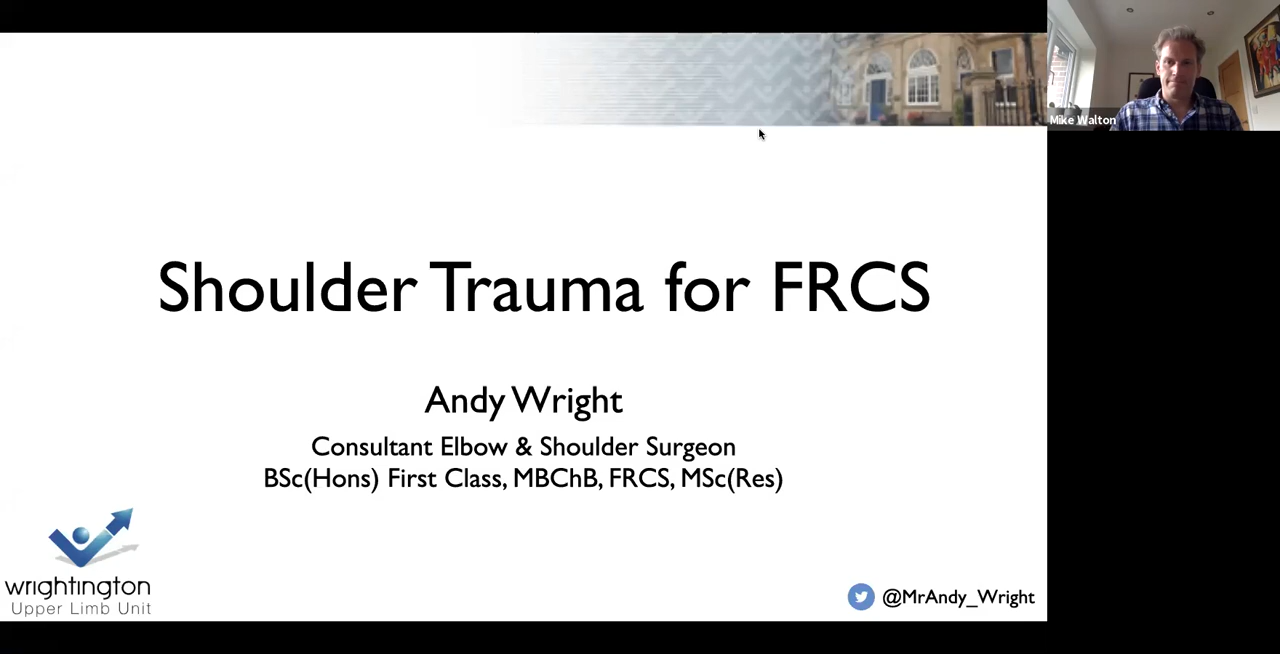 Mike Walton
Shoulder Trauma for FRCS
Andy Wright
Consultant Elbow & Shoulder Surgeon
BSc(Hons) First Class, MBChB, FRCS, MSc(Res)
wrightington
Upper Limb Unit
@MrAndy_Wright